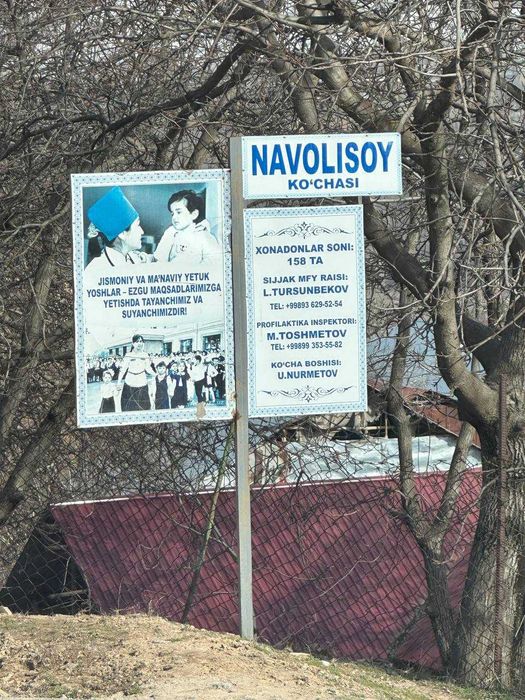 NAVOLISOY
KO‘CHASI
JISMONIY VA MA'NAVIY YETUK
YOSHLAR – EZGU MAQSADLARIMIZGA
YETISHDA TAYANCHIMIZ VA
SUYANCHIMIZDIR!
XONADONLAR SONI:
158 TA
SIJJAK MFY RAISI:
L.TURSUNBEKOV
TEL: +99893 629-52-54
PROFILAKTIKA INSPEKTORI:
M.TOSHMETOV
TEL: +99899 353-55-82
KO‘CHA BOSHISI:
U.NURMETOV